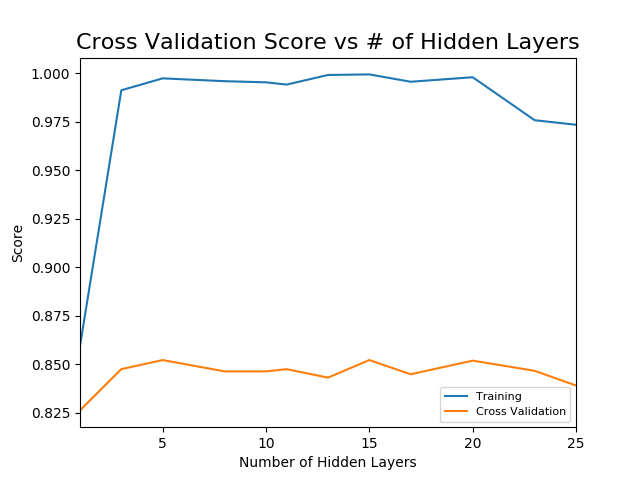 Cross Validation Score vs # of Hidden Layers
1.000
0.975
0.950
0.925
0.900
0.875
0.850
0.825
Score
Training
Cross Validation
5 10 15 20 25
Number of Hidden Layers